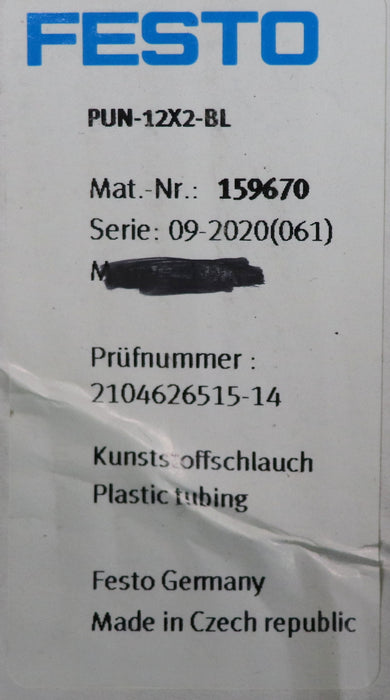 FESTO
PUN-12X2-BL
Mat.-Nr.: 159670
Serie: 09-2020(061)
M
Prüfnummer :
2104626515-14
Kunststoffschlauch
Plastic tubing
Festo Germany
Made in Czech republic